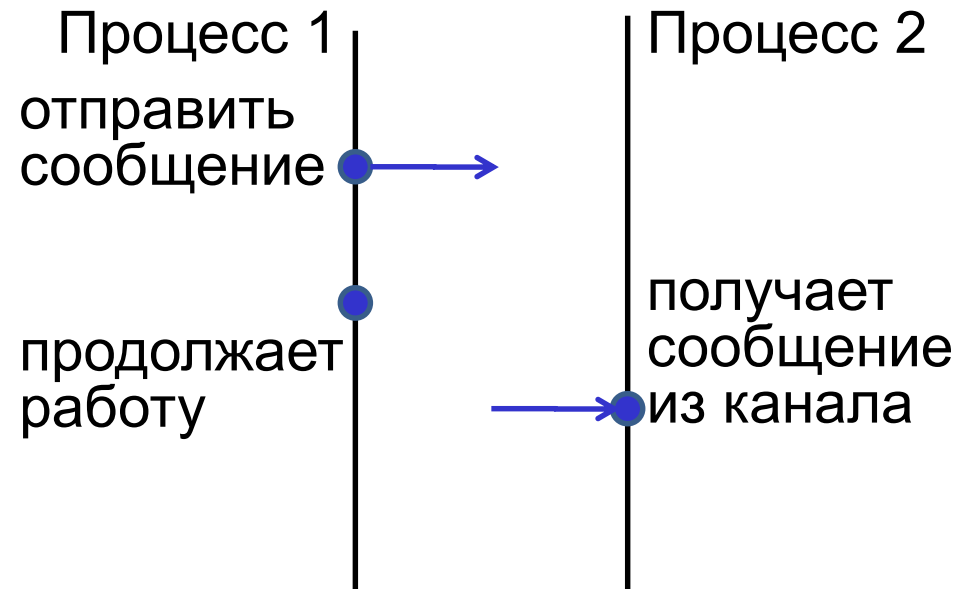 Процесс 1
Процесс 2
отправить
сообщение
продолжает
работу
получает
сообщение
из канала